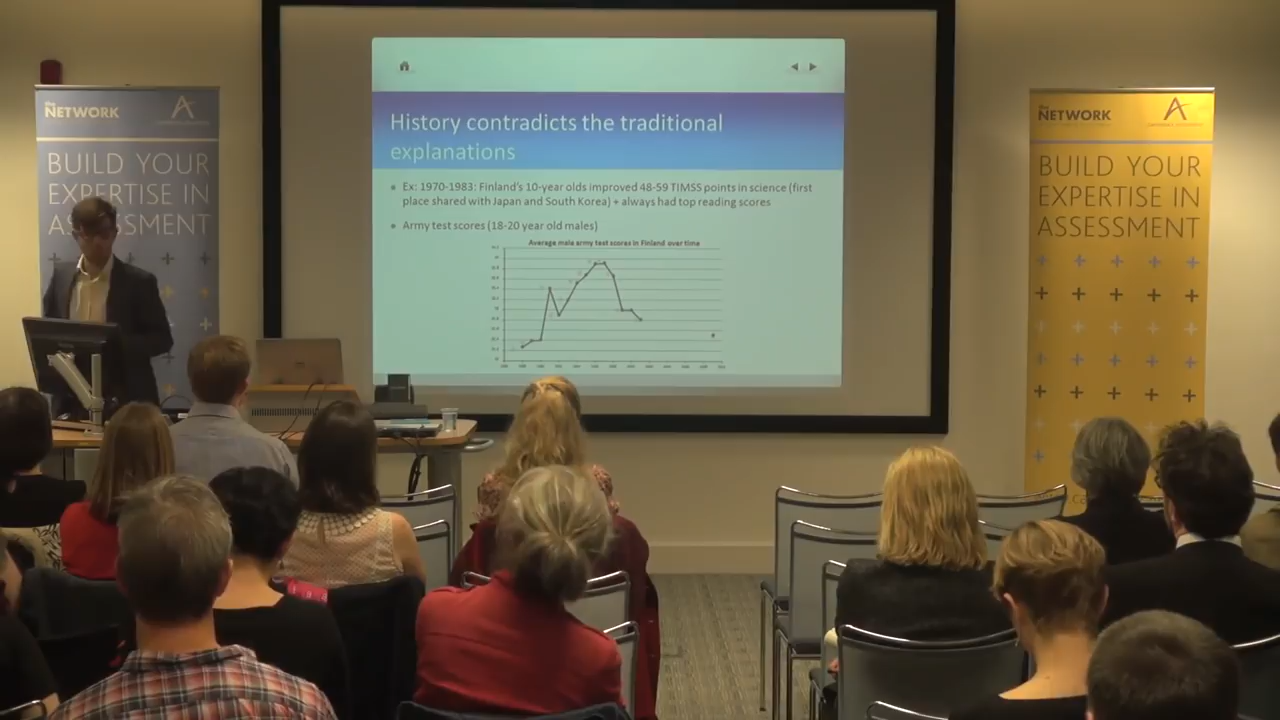 the
NETWORK
BUILD YOUR
EXPERTISE IN
ASSESSMENT
History contradicts the traditional
explanations
Ex: 1970-1983: Finland's 10-year olds improved 48-59 TIMSS points in science (first
place shared with Japan and South Korea) + always had top reading scores
Army test scores (18-20 year old males)
Average male army test scores in Finland over time
the
NETWORK
BUILD YOUR
EXPERTISE IN
ASSESSMENT